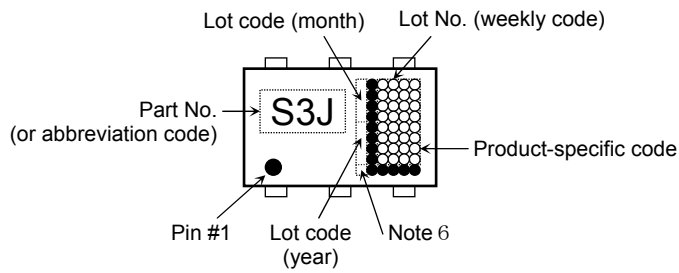 Lot code (month)
Lot No. (weekly code)
Part No.
(or abbreviation code)
S3J
Product-specific code
Pin #1
Lot code
(year)
Note 6